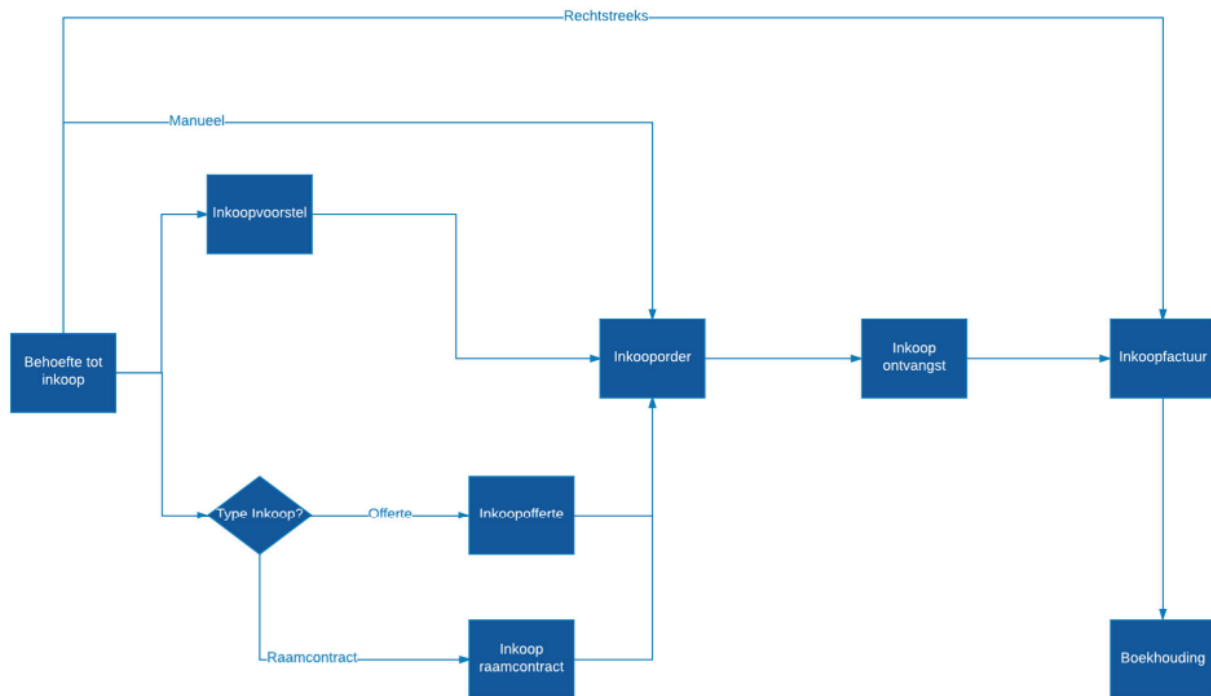 Rechtstreeks
Manueel
Inkoopvoorstel
Behoefte tot
inkoop
Inkooporder
Inkoop
ontvangst
Inkoopfactuur
Type Inkoop?
Offerte
Inkoopofferte
Raamcontract
Inkoop
raamcontract
Boekhouding